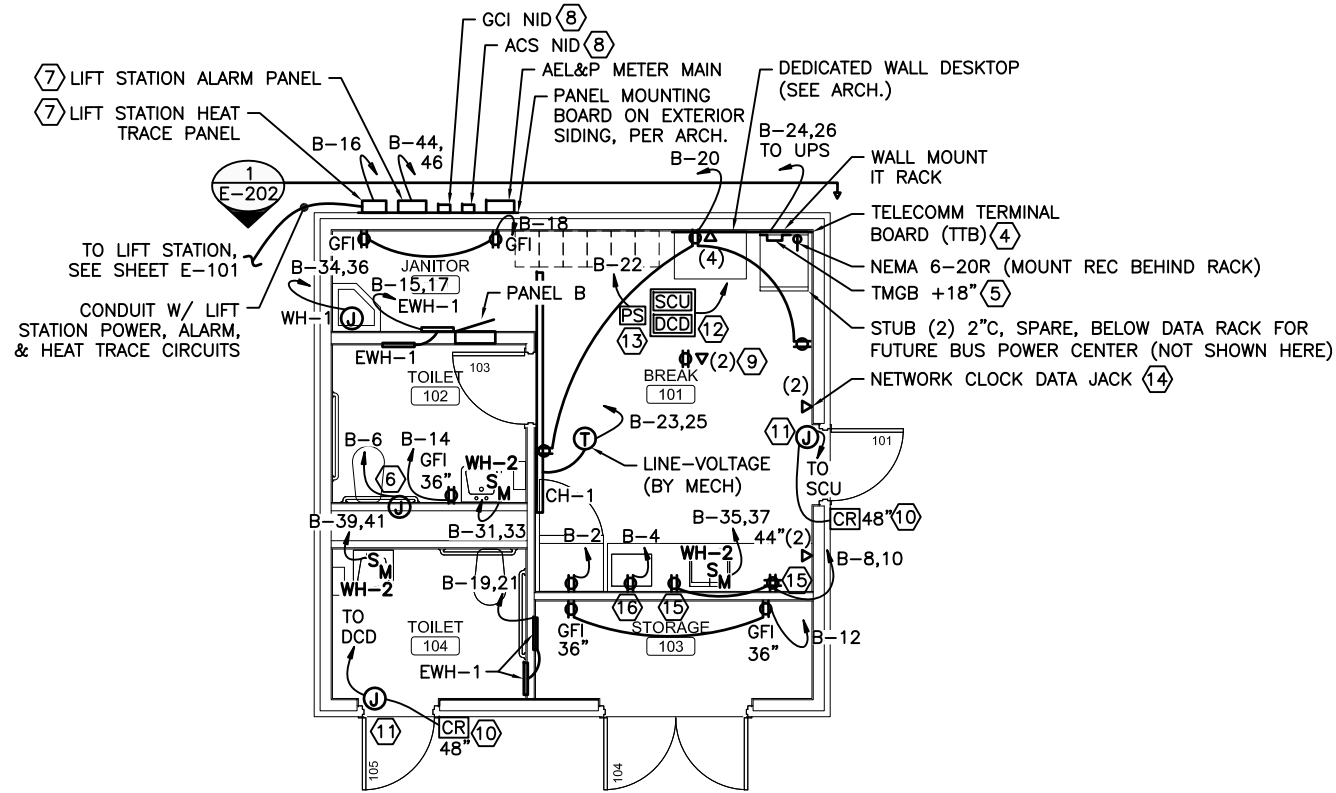 GCI NID 8
ACS NID 8
7 LIFT STATION ALARM PANEL
AEL&P METER MAIN
DEDICATED WALL DESKTOP
(SEE ARCH.)
7 LIFT STATION HEAT
TRACE PANEL
PANEL MOUNTING
BOARD ON EXTERIOR
SIDING, PER ARCH.
B-16
B-44,
46
B-20
B-24,26
TO UPS
WALL MOUNT
IT RACK
1
E-202
TELECOMM TERMINAL
BOARD (TTB) 4
B-18
GFI
GFI
TO LIFT STATION,
SEE SHEET E-101
JANITOR
(4)
NEMA 6-20R (MOUNT REC BEHIND RACK)
B-34,36
B-15,17
EWH-1
B-22
TMGB +18" 5
PANEL B
SCU
DCD
12
PS
13
CONDUIT W/ LIFT
STATION POWER, ALARM,
& HEAT TRACE CIRCUITS
WH-1
J
STUB (2) 2"C, SPARE, BELOW DATA RACK FOR
FUTURE BUS POWER CENTER (NOT SHOWN HERE)
EWH-1
103
TOILET
102
(2) 9
BREAK
101
(2)
NETWORK CLOCK DATA JACK 14
B-23,25
11
J
101
TO
SCU
T
LINE-VOLTAGE
(BY MECH)
B-6
B-14
GFI
36"
6
J
WH-2
S
M
CH-1
CR 48" 10
B-39,41
B-31,33
B-2
B-4
B-35,37
44"(2)
WH-2
S
M
B-8,10
S
M
WH-2
B-19,21
16
15
15
TO
DCD
TOILET
104
GFI
36"
STORAGE
103
GFI
36"
B-12
EWH-1
J
11
CR 10
48"
105
104